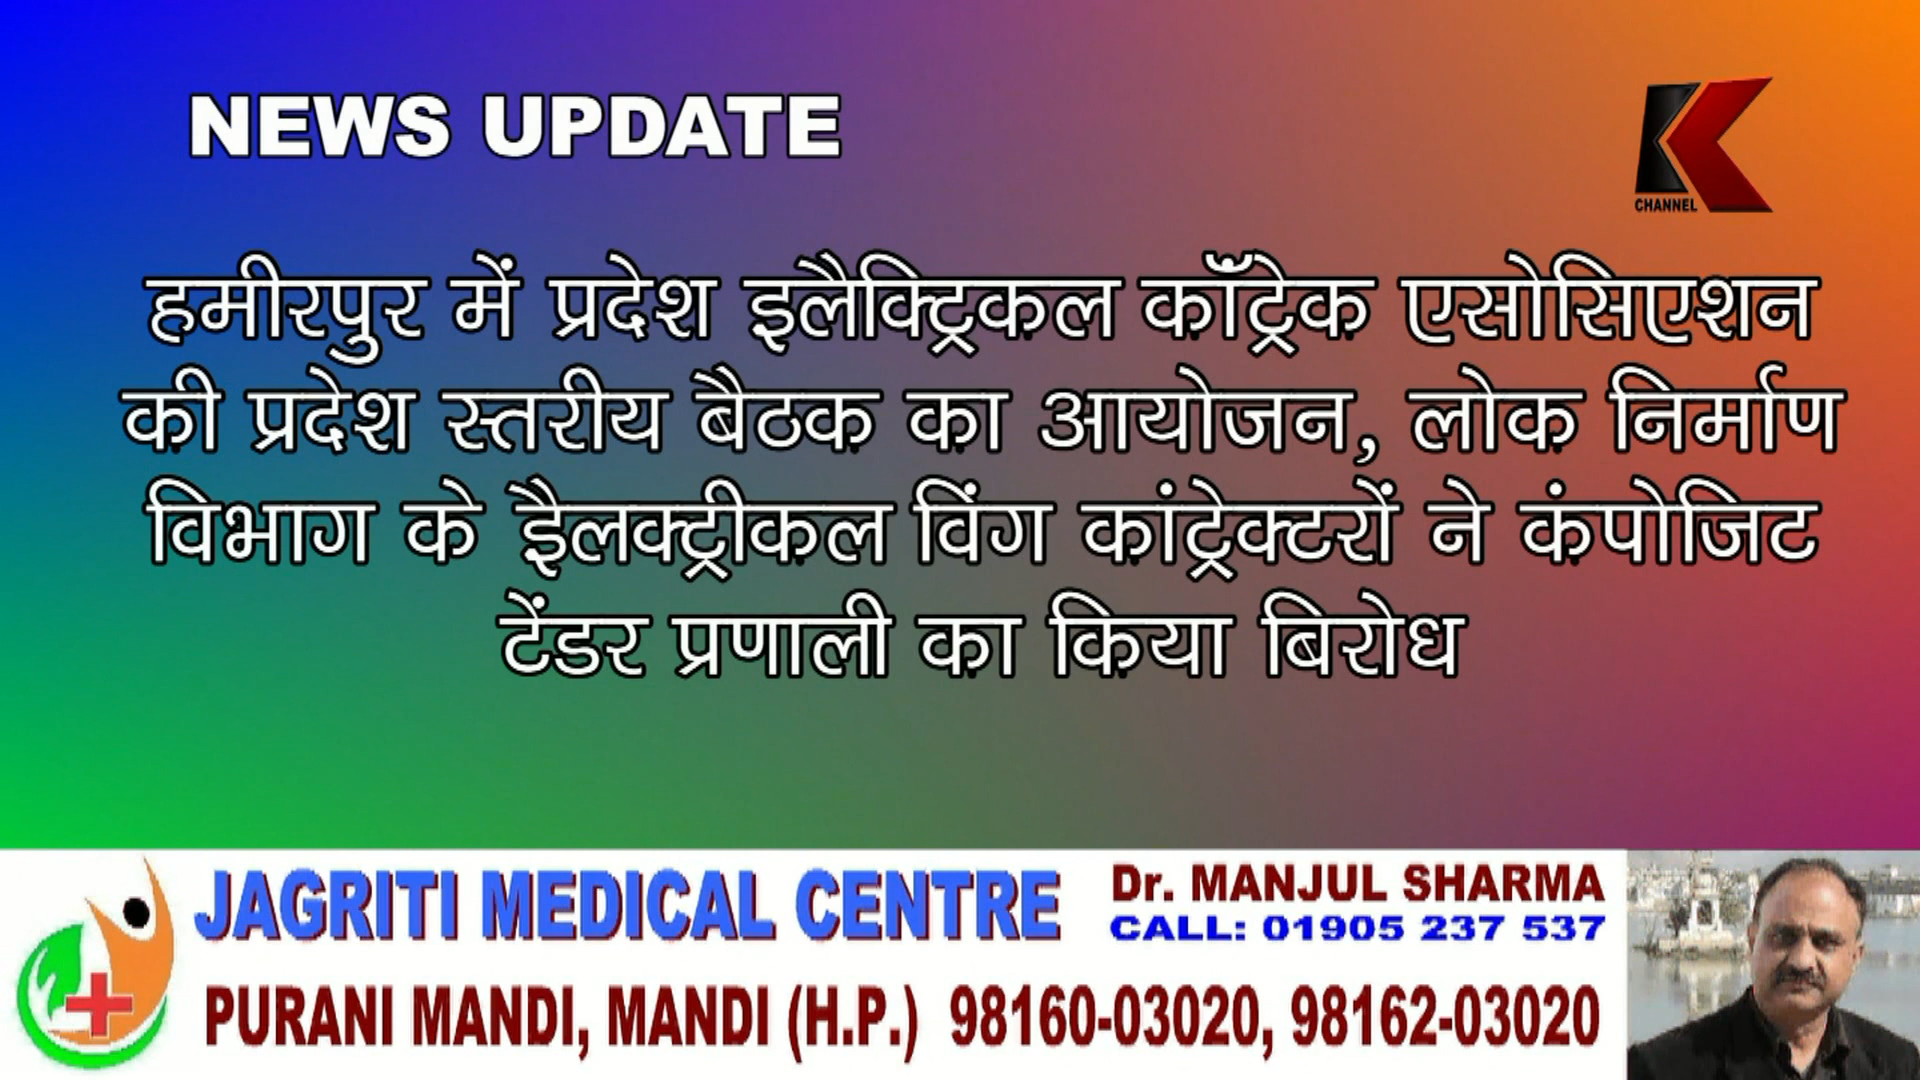 NEWS UPDATE
CHANNEL
हमीरपुर में प्रदेश इलैक्ट्रिकल कॉंट्रेक एसोसिएशन
की प्रदेश स्तरीय बैठक का आयोजन, लोक निर्माण
विभाग के इैलक्ट्रीकल विंग कांट्रेक्टरों ने कंपोजिट
टेंडर प्रणाली का किया बिरोध
JAGRITI MEDICAL CENTRE
Dr. MANJUL SHARMA
CALL: 01905 237 537
PURANI MANDI, MANDI (H.P.) 98160-03020, 98162-03020